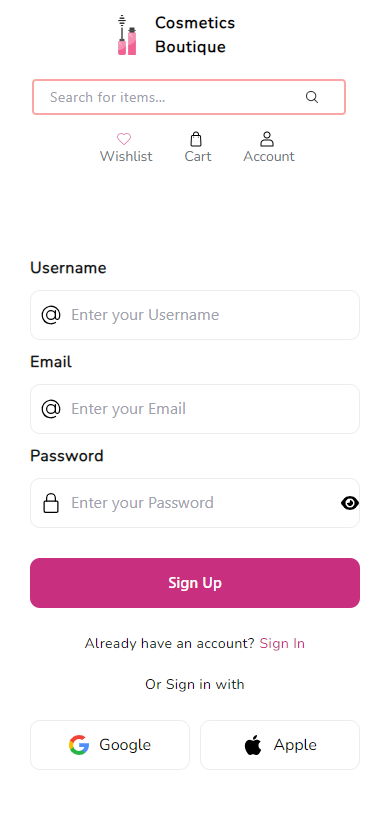 Cosmetics
Boutique
Search for items...
Wishlist Cart Account
Username
Enter your Username
Email
Enter your Email
Password
Enter your Password
Sign Up
Already have an account? Sign In
Or Sign in with
Google Apple